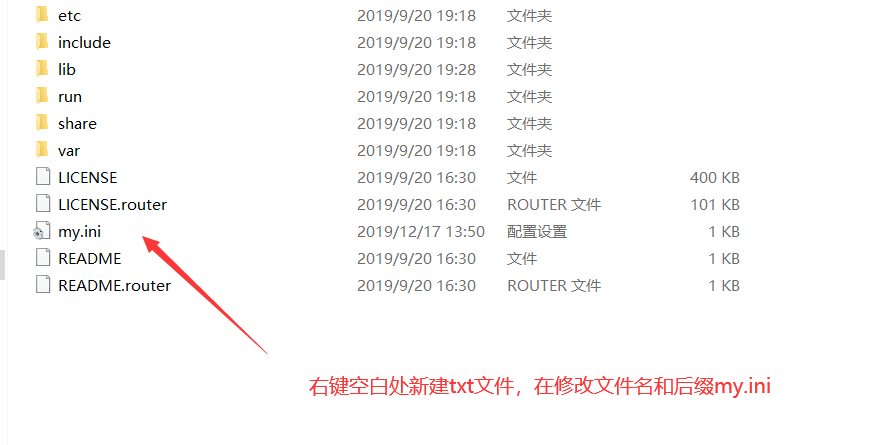 etc 2019/9/20 19:18 文件夹
include 2019/9/20 19:18 文件夹
lib 2019/9/20 19:28 文件夹
run 2019/9/20 19:18 文件夹
share 2019/9/20 19:18 文件夹
var 2019/9/20 19:18 文件夹
LICENSE 2019/9/20 16:30 文件 400 KB
LICENSE.router 2019/9/20 16:30 ROUTER 文件 101 KB
my.ini 2019/12/17 13:50 配置设置 1 KB
README 2019/9/20 16:30 文件 1 KB
README.router 2019/9/20 16:30 ROUTER 文件 1 KB
右键空白处新建txt文件，在修改文件名和后缀my.ini